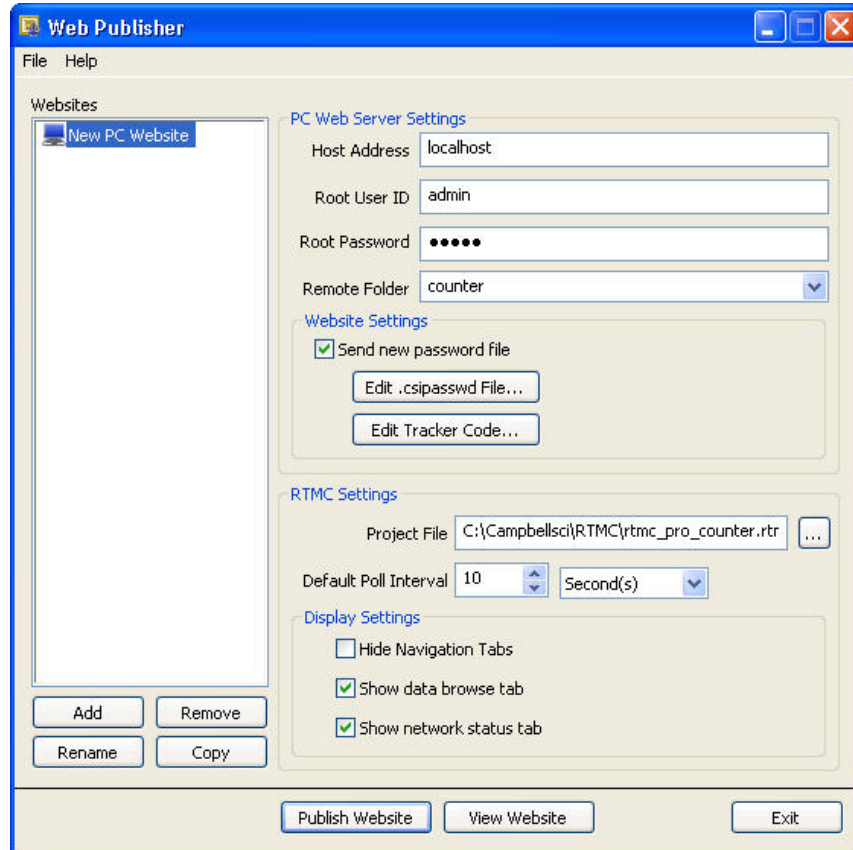 Web Publisher
File Help
Websites
New PC Website
PC Web Server Settings
Host Address localhost
Root User ID admin
Root Password •••••
Remote Folder counter
Website Settings
Send new password file
Edit .csipasswd File...
Edit Tracker Code...
RTMC Settings
Project File C:\Campbellsci\RTMC\rtmc_pro_counter.rtr ...
Default Poll Interval 10 Second(s)
Display Settings
Hide Navigation Tabs
Show data browse tab
Show network status tab
Add Remove
Rename Copy
Publish Website View Website Exit